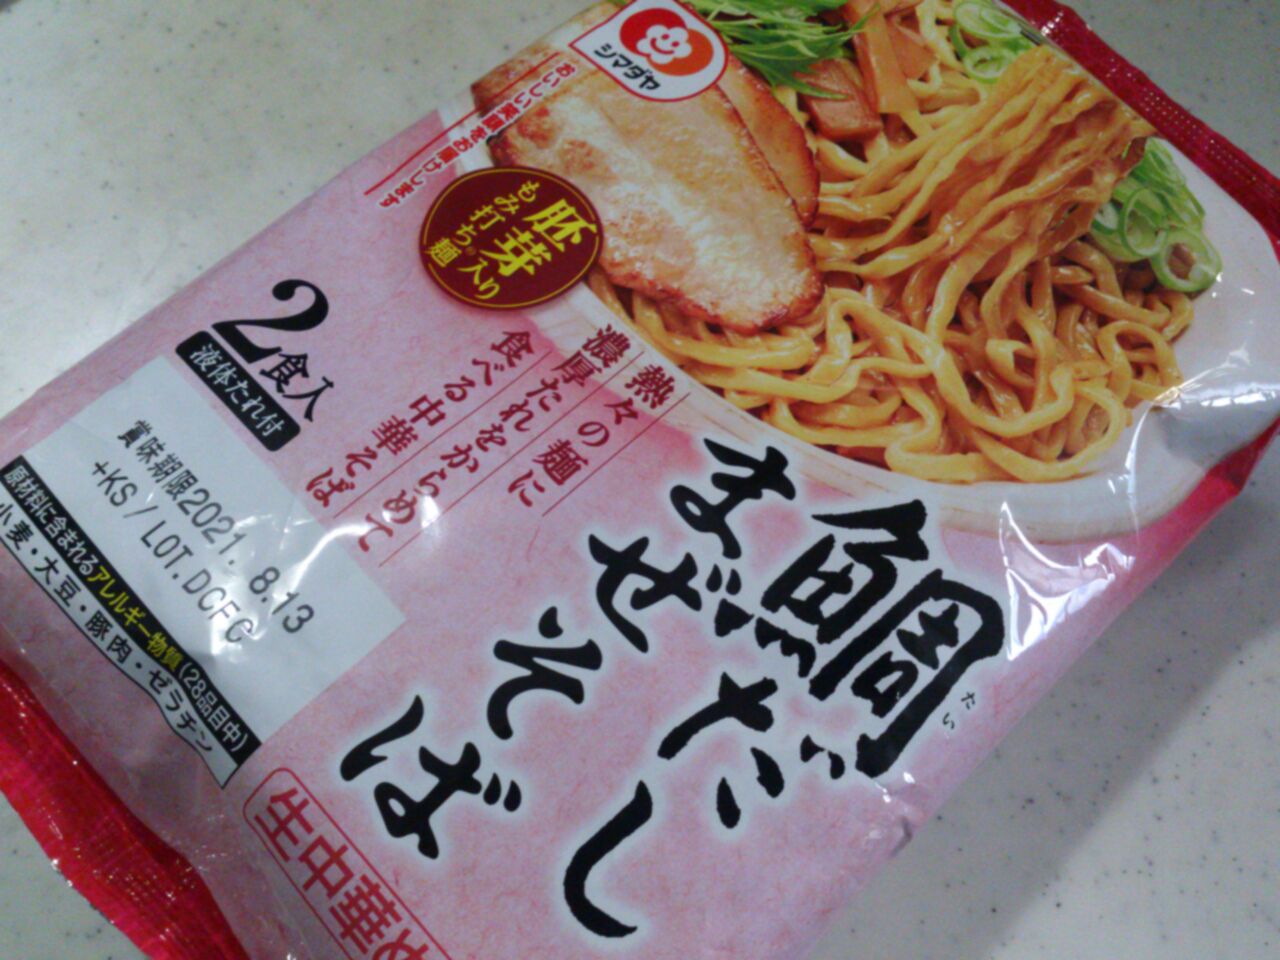 シマダヤ
おいしい笑顔をお届けします
胚芽入り
もみ打ち®麺
熱々の麺に
濃厚たれをからめて
食べる中華そば
2食入
液体たれ付
賞味期限2021. 8.13
+KS / LOT.DCFC
原材料に含まれるアレルギー物質(28品目中)
小麦・大豆・豚肉・ゼラチン
鯛だし
たい
まぜそば
生中華め